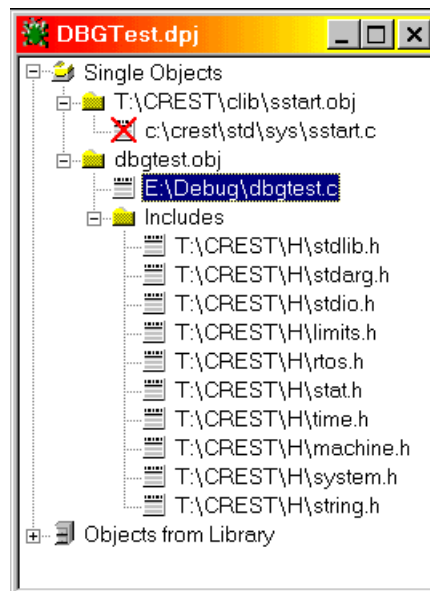 DBGTest.dpj
Single Objects
T:\CREST\clib\sstart.obj
c:\crest\std\sys\sstart.c
dbgtest.obj
E:\Debug\dbgtest.c
Includes
T:\CREST\H\stdlib.h
T:\CREST\H\stdarg.h
T:\CREST\H\stdio.h
T:\CREST\H\limits.h
T:\CREST\H\rtos.h
T:\CREST\H\stat.h
T:\CREST\H\time.h
T:\CREST\H\machine.h
T:\CREST\H\system.h
T:\CREST\H\string.h
Objects from Library